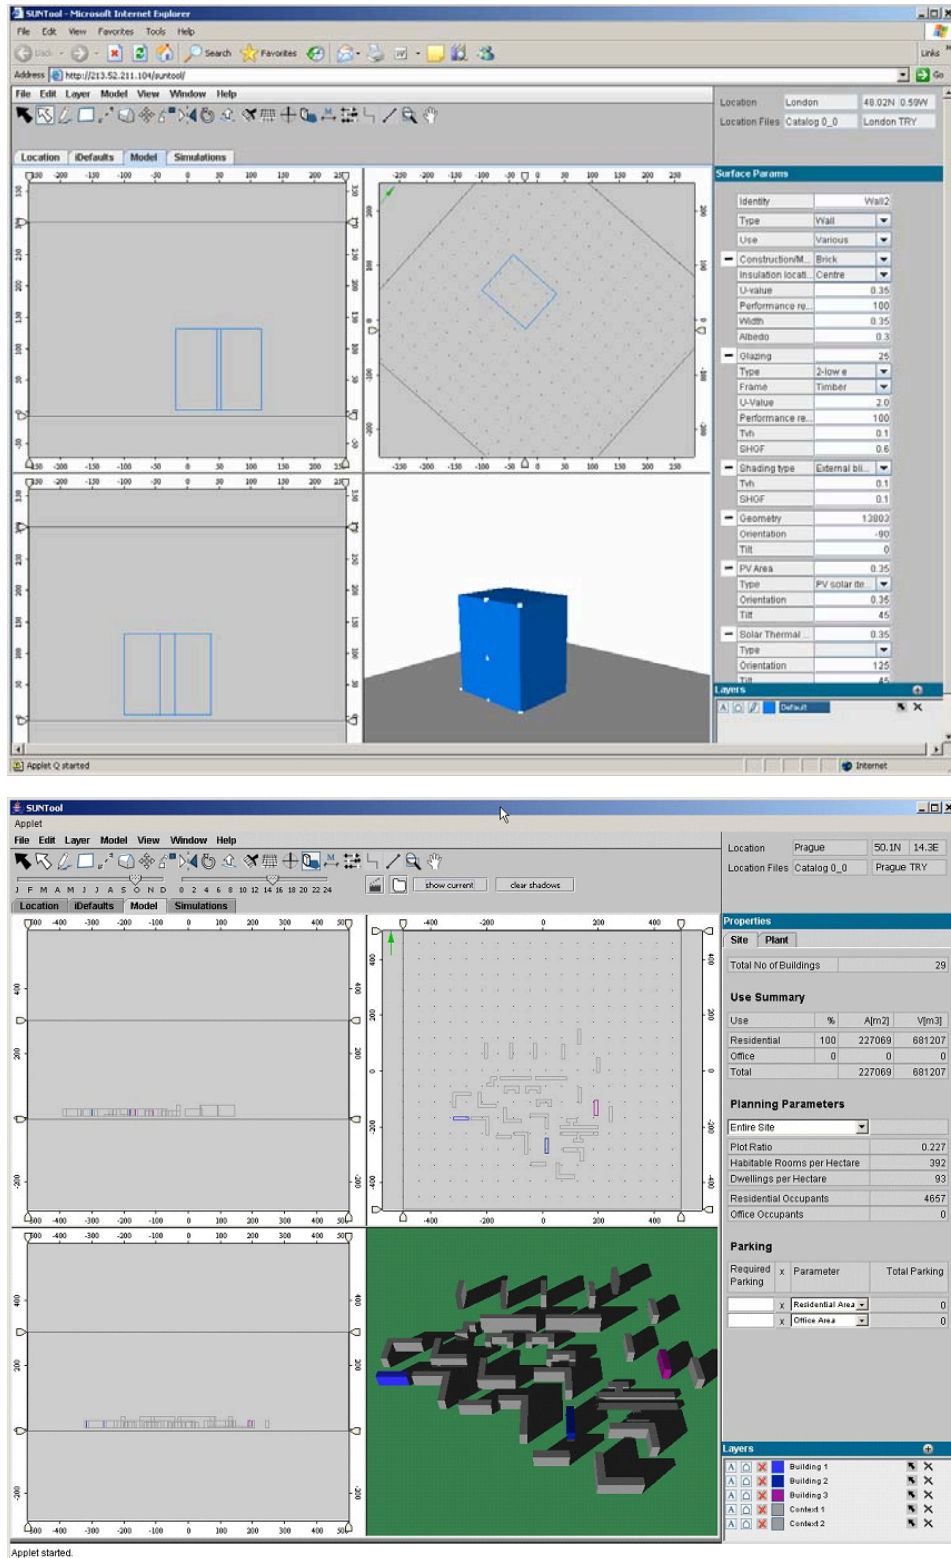 SUNTool - Microsoft Internet Explorer
File Edit View Favorites Tools Help
Back Search Favorites Links
Address http://213.52.211.104/suntool/ Go
File Edit Layer Model View Window Help
Location iDefaults Model Simulations
Location London 48.02N 0.59W
Location Files Catalog 0_0 London TRY
Surface Params
Identity Wall2
Type Wall
Use Various
Construction/M... Brick
Insulation locati... Centre
U-value 0.35
Performance re... 100
Width 0.35
Albedo 0.3
Glazing 25
Type 2-low e
Frame Timber
U-Value 2.0
Performance re... 100
Tvh 0.1
SHGF 0.6
Shading type External bli...
Tvh 0.1
SHGF 0.1
Geometry 13803
Orientation -90
Tilt 0
PV Area 0.35
Type PV solar tile...
Orientation 0.35
Tilt 45
Solar Thermal ... 0.35
Type
Orientation 125
Tilt 45
Layers
A Default
Applet Q started Internet
SUNTool
Applet
File Edit Layer Model View Window Help
J F M A M J J A S O N D 0 2 4 6 8 10 12 14 16 18 20 22 24 show current clear shadows
Location iDefaults Model Simulations
Location Prague 50.1N 14.3E
Location Files Catalog 0_0 Prague TRY
Properties
Site Plant
Total No of Buildings 29
Use Summary
Use % A[m2] V[m3]
Residential 100 227069 681207
Office 0 0 0
Total 227069 681207
Planning Parameters
Entire Site
Plot Ratio 0.227
Habitable Rooms per Hectare 392
Dwellings per Hectare 93
Residential Occupants 4657
Office Occupants 0
Parking
Required Parking x Parameter Total Parking
x Residential Area 0
x Office Area 0
Layers
A Building 1
A Building 2
A Building 3
A Context 1
A Context 2
Applet started.